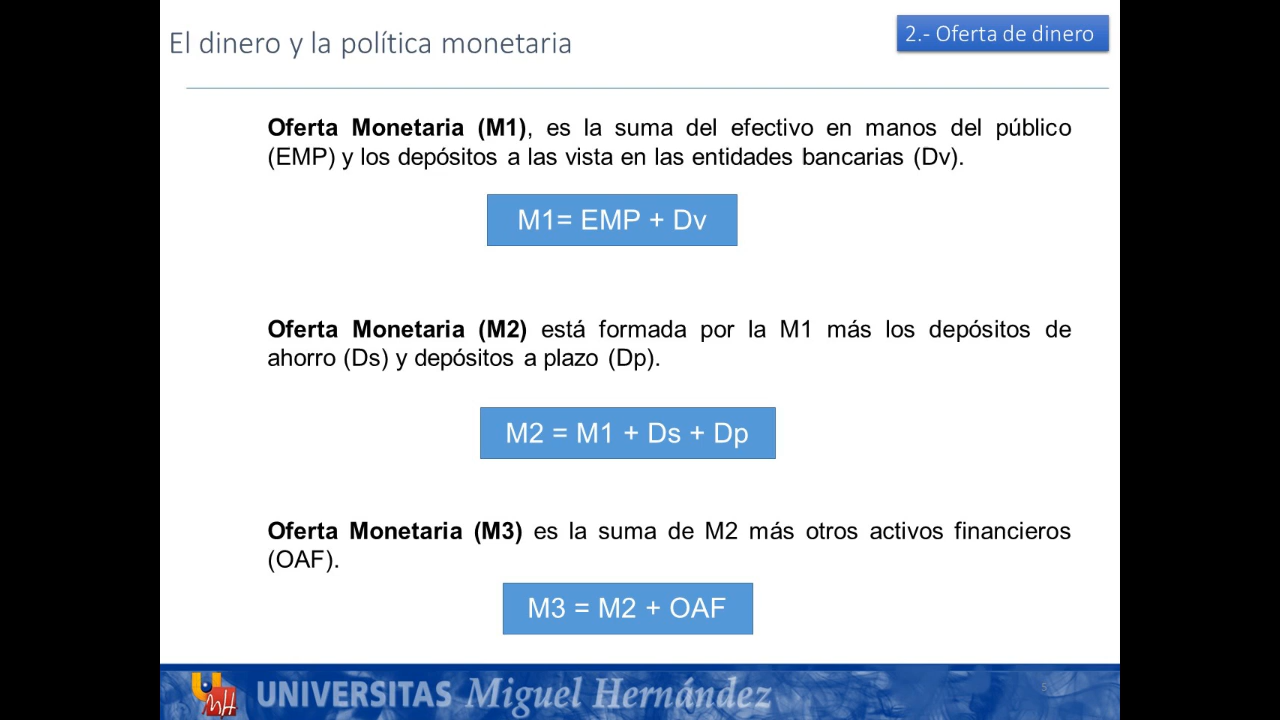 El dinero y la política monetaria
2.- Oferta de dinero
Oferta Monetaria (M1), es la suma del efectivo en manos del público
(EMP) y los depósitos a las vista en las entidades bancarias (Dv).
M1= EMP + Dv
Oferta Monetaria (M2) está formada por la M1 más los depósitos de
ahorro (Ds) y depósitos a plazo (Dp).
M2 = M1 + Ds + Dp
Oferta Monetaria (M3) es la suma de M2 más otros activos financieros
(OAF).
M3 = M2 + OAF
UMH
UNIVERSITAS Miguel Hernández
5